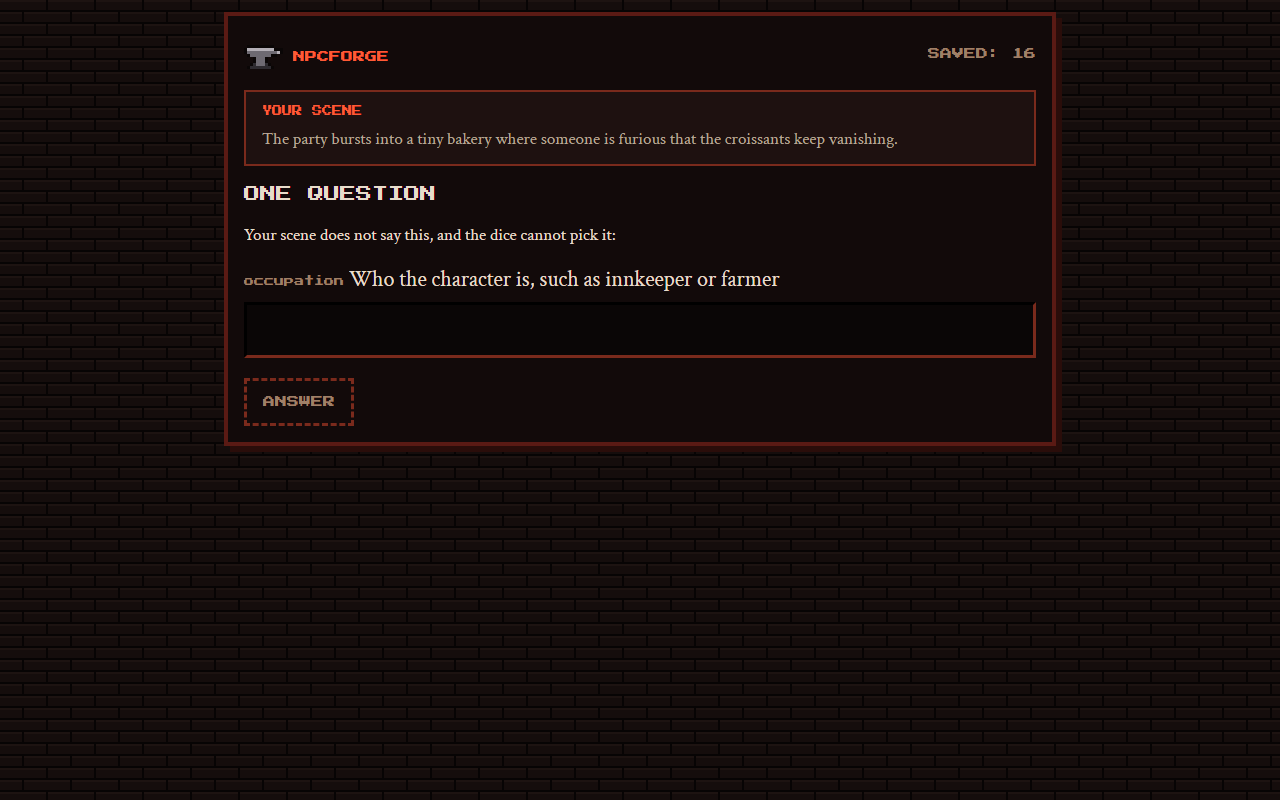 NPCFORGE
SAVED: 16
YOUR SCENE
The party bursts into a tiny bakery where someone is furious that the croissants keep vanishing.
ONE QUESTION
Your scene does not say this, and the dice cannot pick it:
occupation Who the character is, such as innkeeper or farmer
ANSWER